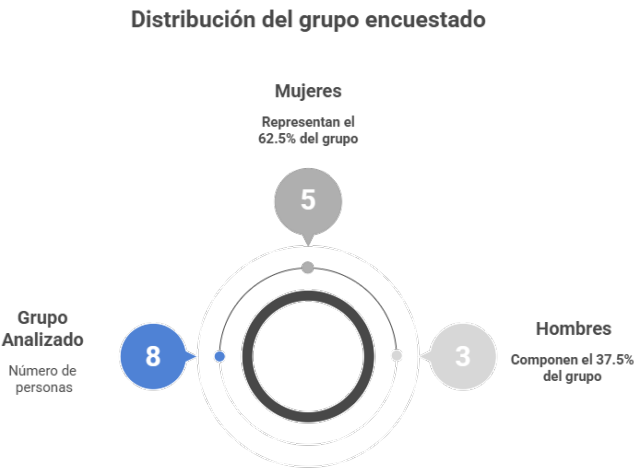 Distribución del grupo encuestado
Mujeres
Representan el
62.5% del grupo
5
Grupo
Analizado
Número de
personas
8
3
Hombres
Componen el 37.5%
del grupo